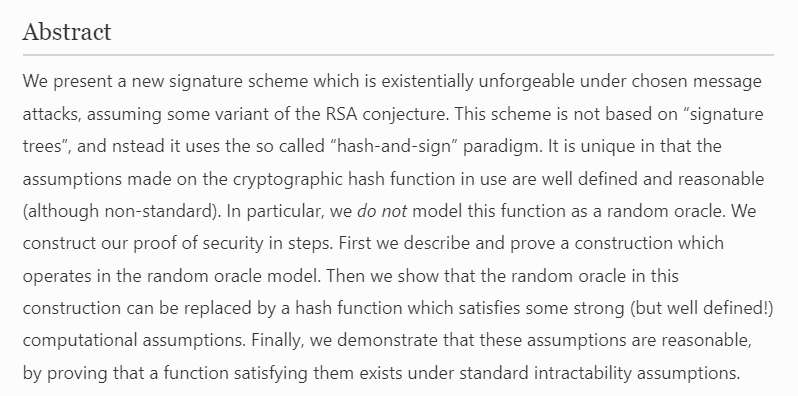 Abstract
We present a new signature scheme which is existentially unforgeable under chosen message
attacks, assuming some variant of the RSA conjecture. This scheme is not based on “signature
trees”, and nstead it uses the so called “hash-and-sign” paradigm. It is unique in that the
assumptions made on the cryptographic hash function in use are well defined and reasonable
(although non-standard). In particular, we do not model this function as a random oracle. We
construct our proof of security in steps. First we describe and prove a construction which
operates in the random oracle model. Then we show that the random oracle in this
construction can be replaced by a hash function which satisfies some strong (but well defined!)
computational assumptions. Finally, we demonstrate that these assumptions are reasonable,
by proving that a function satisfying them exists under standard intractability assumptions.